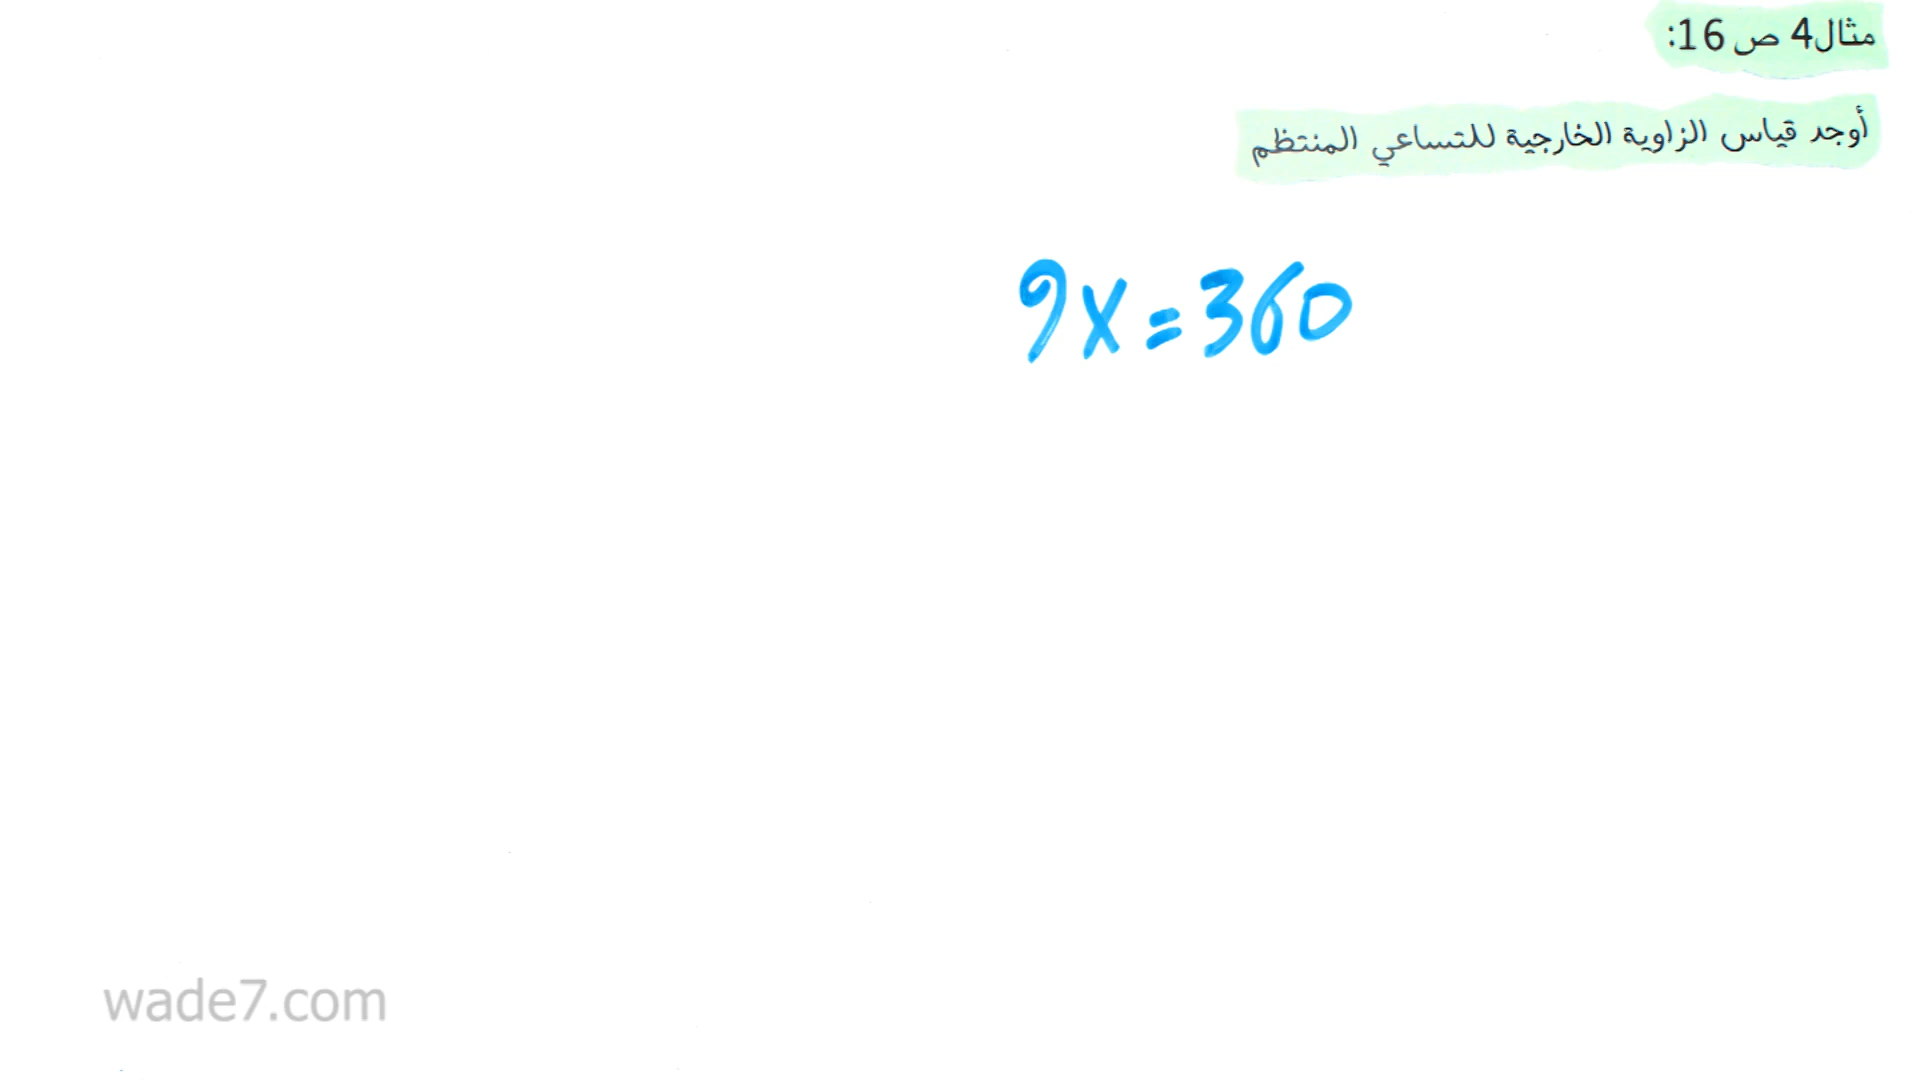 مثال4 ص 16:
أوجد قياس الزاوية الخارجية للتساعي المنتظم
9x=360
wade7.com